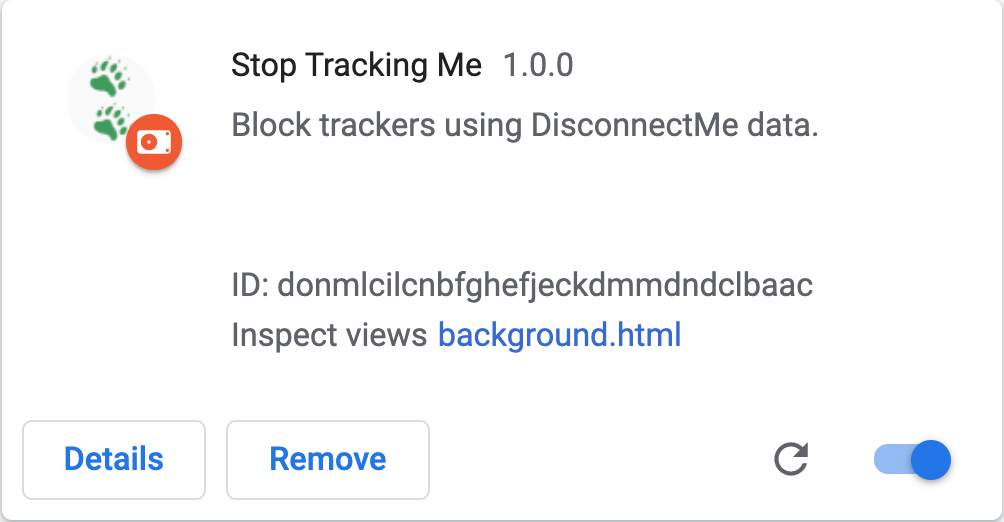 Stop Tracking Me 1.0.0
Block trackers using DisconnectMe data.
ID: donmlcilcnbfghefjeckdmmdndclbaac
Inspect views background.html
Details Remove